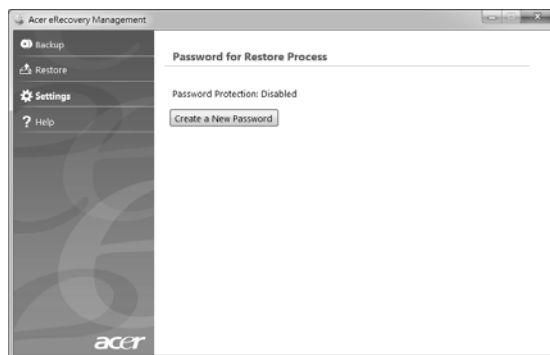 Acer eRecovery Management
Backup
Restore
Settings
? Help
Password for Restore Process
Password Protection: Disabled
Create a New Password
acer